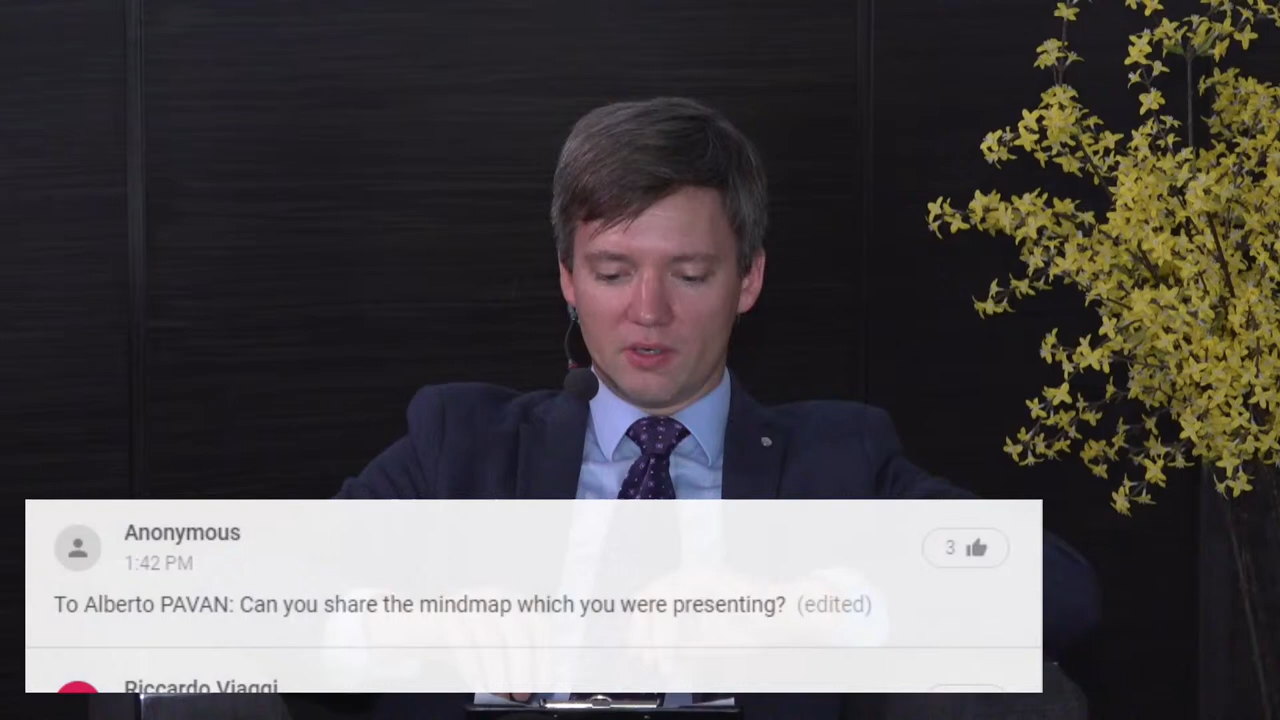 Anonymous
1:42 PM
3
To Alberto PAVAN: Can you share the mindmap which you were presenting? (edited)
Riccardo Viaggi